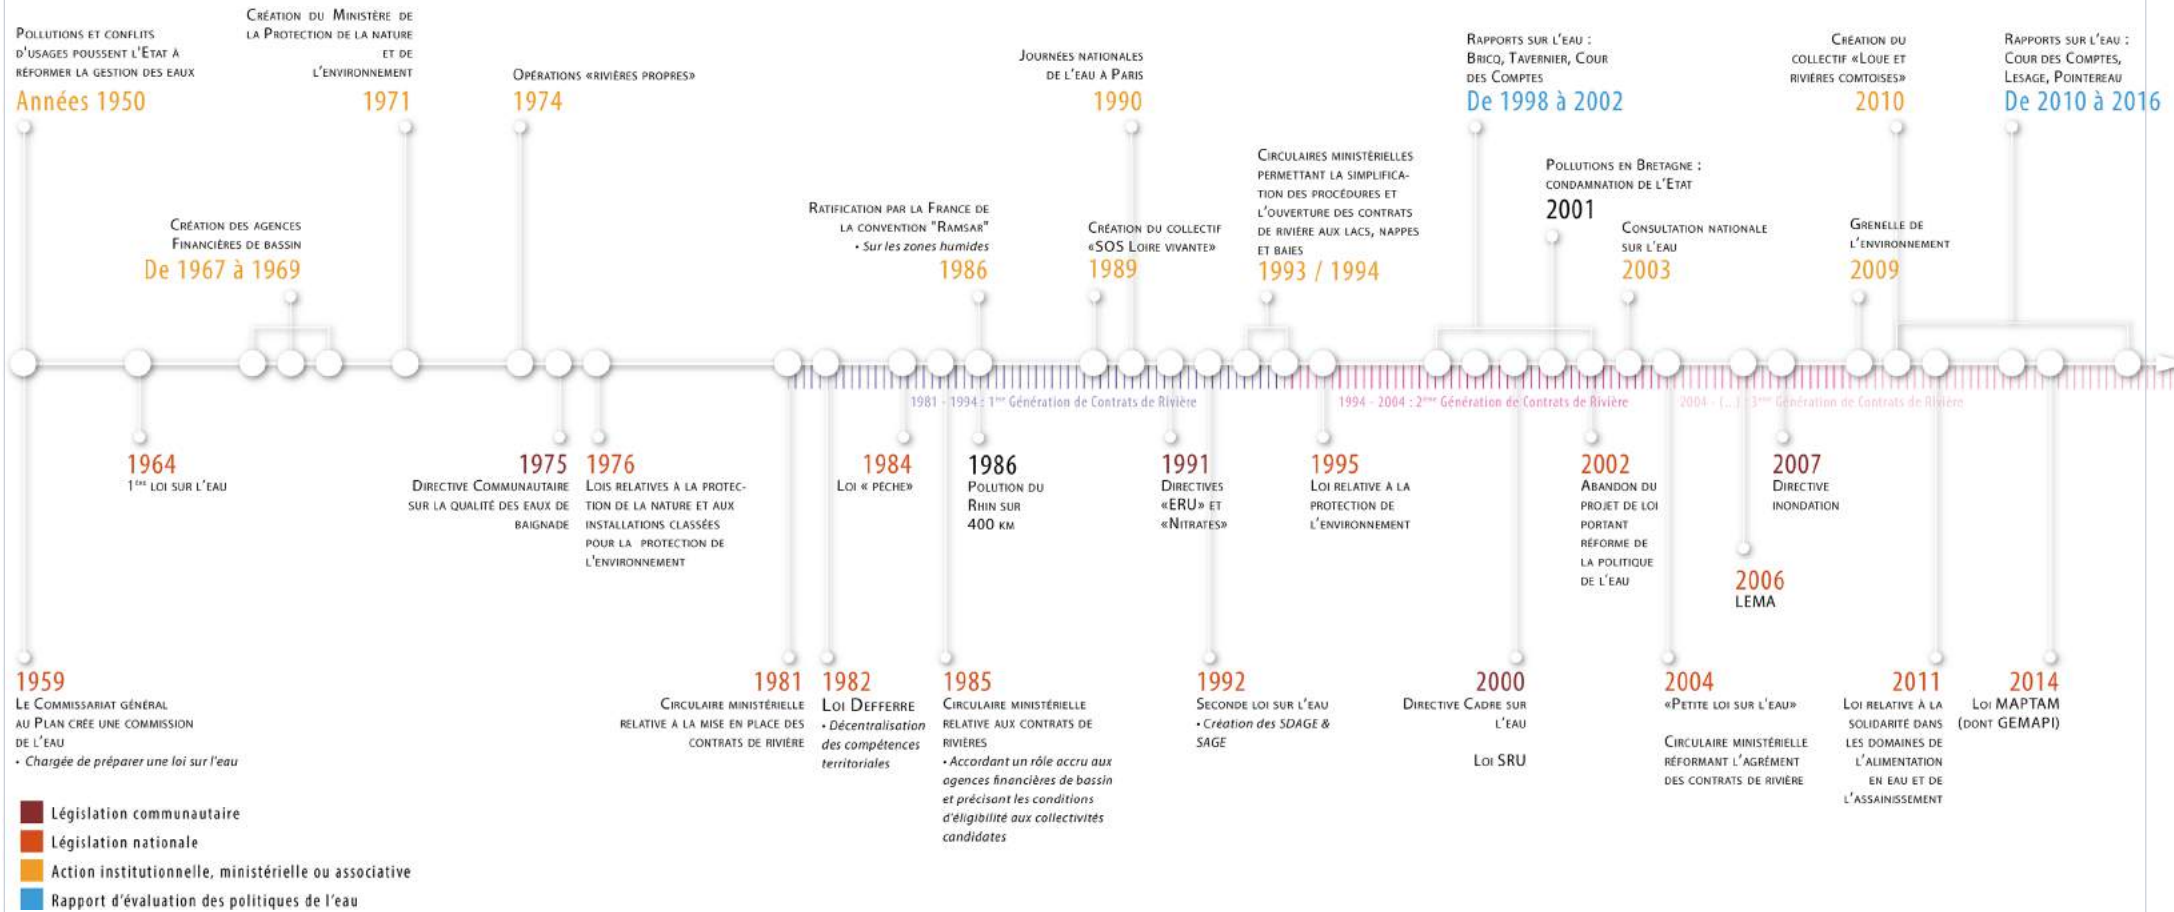 Pollutions et conflits
d'usages poussent l'Etat à
réformer la gestion des eaux
Années 1950
Création du Ministère de
la Protection de la nature
et de
l'environnement
1971
Opérations «rivières propres»
1974
Journées nationales
de l'eau à Paris
1990
Rapports sur l'eau :
Bricq, Tavernier, Cour
des Comptes
De 1998 à 2002
Création du
collectif «Loue et
rivières comtoises»
2010
Rapports sur l'eau :
Cour des Comptes,
Lesage, Pointereau
De 2010 à 2016
Création des agences
Financières de bassin
De 1967 à 1969
Ratification par la France de
la convention "Ramsar"
• Sur les zones humides
1986
Création du collectif
«SOS Loire vivante»
1989
Circulaires ministérielles
permettant la simplifica-
tion des procédures et
l'ouverture des contrats
de rivière aux lacs, nappes
et baies
1993 / 1994
Pollutions en Bretagne :
condamnation de l'Etat
2001
Consultation nationale
sur l'eau
2003
Grenelle de
l'environnement
2009
1981 - 1994 : 1ère Génération de Contrats de Rivière
1994 - 2004 : 2ème Génération de Contrats de Rivière
2004 - (...) : 3ème Génération de Contrats de Rivière
1964
1ère loi sur l'eau
1975
Directive Communautaire
sur la qualité des eaux de
baignade
1976
Lois relatives à la protec-
tion de la nature et aux
installations classées
pour la protection de
l'environnement
1984
Loi « pêche»
1986
Polution du
Rhin sur
400 km
1991
Directives
«ERU» et
«Nitrates»
1995
Loi relative à la
protection de
l'environnement
2002
Abandon du
projet de loi
portant
réforme de
la politique
de l'eau
2006
LEMA
2007
Directive
inondation
1959
Le Commissariat général
au Plan crée une commission
de l'eau
• Chargée de préparer une loi sur l'eau
1981
Circulaire ministérielle
relative a la mise en place des
contrats de rivière
1982
Loi Defferre
• Décentralisation
des compétences
territoriales
1985
Circulaire ministérielle
relative aux contrats de
rivières
• Accordant un rôle accru aux
agences financières de bassin
et précisant les conditions
d'éligibilité aux collectivités
candidates
1992
Seconde loi sur l'eau
• Création des SDAGE &
SAGE
2000
Directive Cadre sur
l'eau
Loi SRU
2004
«Petite loi sur l'eau»
Circulaire ministérielle
réformant l'agrément
des contrats de rivière
2011
Loi relative à la
solidarité dans
les domaines de
l'alimentation
en eau et de
l'assainissement
2014
Loi MAPTAM
(dont GEMAPI)
Législation communautaire
Législation nationale
Action institutionnelle, ministérielle ou associative
Rapport d'évaluation des politiques de l'eau